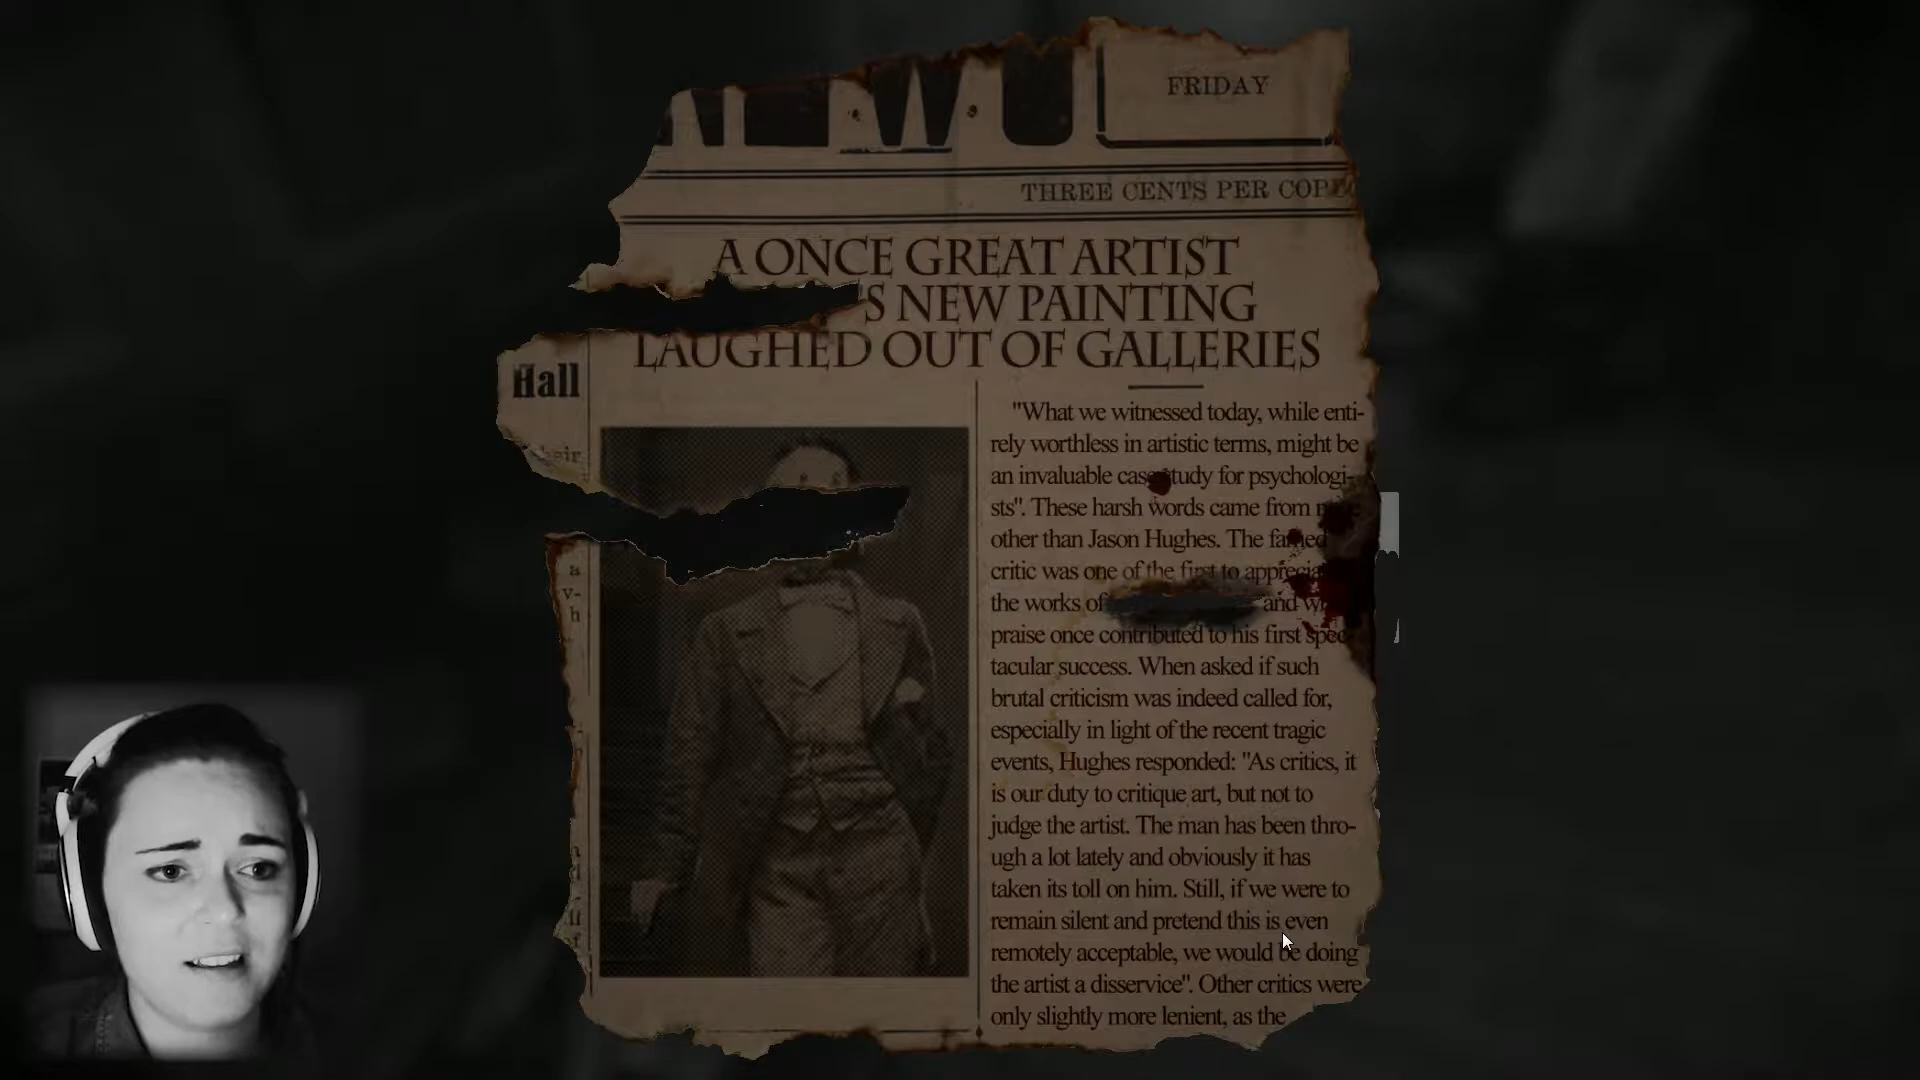 FRIDAY
THREE CENTS PER COPY
A ONCE GREAT ARTIST
'S NEW PAINTING
LAUGHED OUT OF GALLERIES
Hall
"What we witnessed today, while enti-
rely worthless in artistic terms, might be
an invaluable case study for psychologi-
sts". These harsh words came from none
other than Jason Hughes. The famed
critic was one of the first to appreciate
the works of and
praise once contributed to his first spec-
tacular success. When asked if such
brutal criticism was indeed called for,
especially in light of the recent tragic
events, Hughes responded: "As critics, it
is our duty to critique art, but not to
judge the artist. The man has been thro-
ugh a lot lately and obviously it has
taken its toll on him. Still, if we were to
remain silent and pretend this is even
remotely acceptable, we would be doing
the artist a disservice". Other critics were
only slightly more lenient, as the
a
v-
h